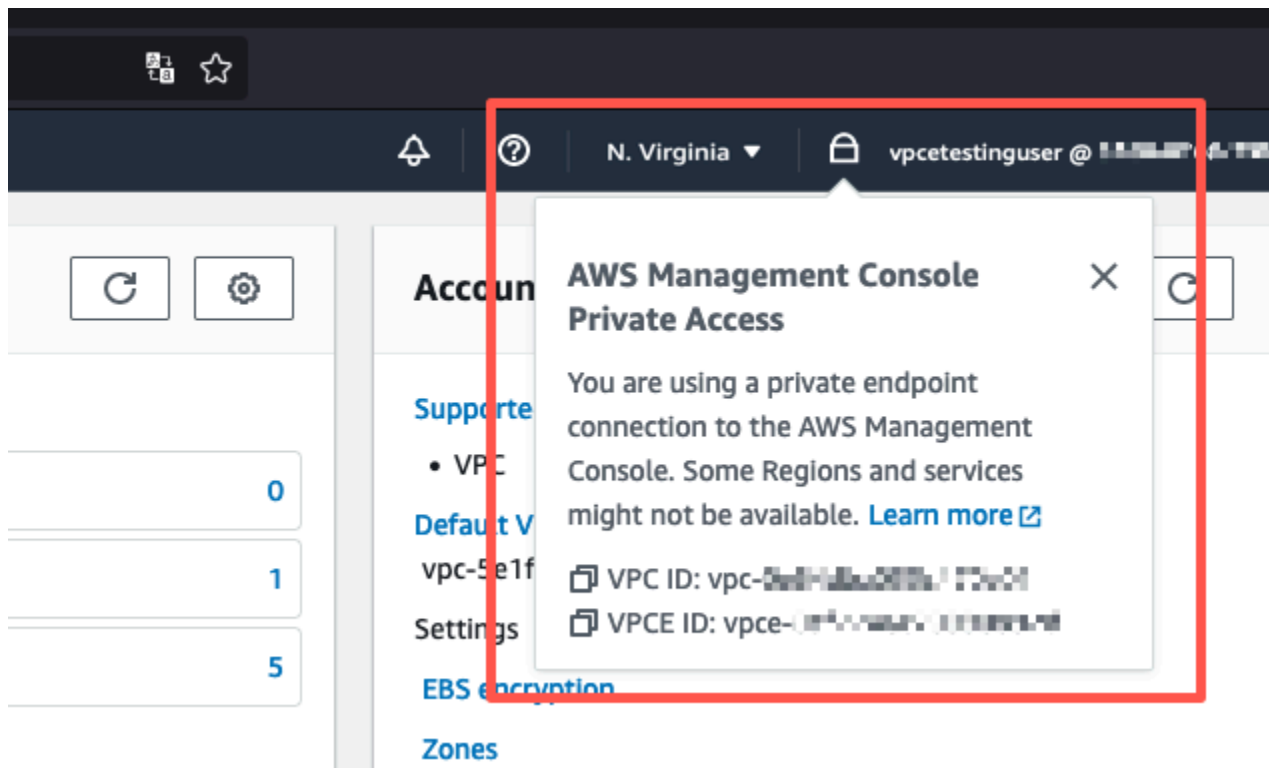 N. Virginia
vpcetestinguser @
Accoun
AWS Management Console
Private Access
You are using a private endpoint
connection to the AWS Management
Console. Some Regions and services
might not be available. Learn more
VPC ID: vpc-
VPCE ID: vpce-
Supporte
• VPC
Default V
vpc-5e1f
Settings
EBS encryption
Zones
0
1
5